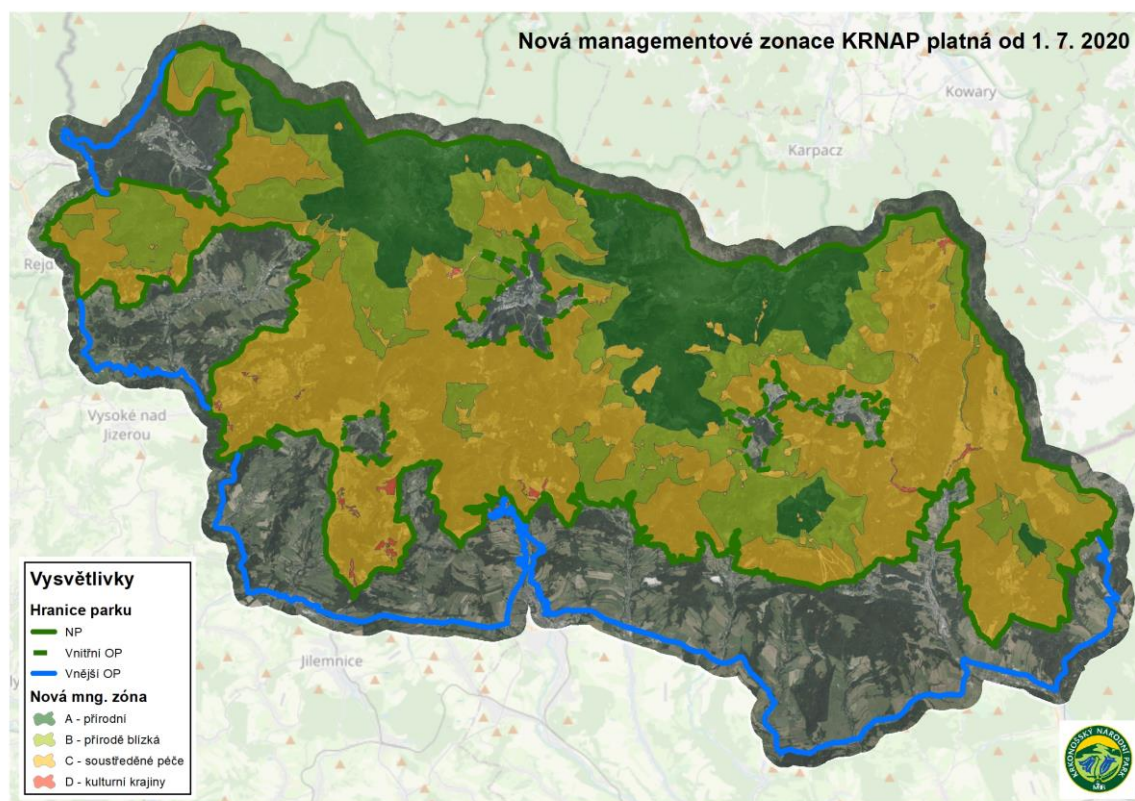 Nová managementové zonace KRNAP platná od 1. 7. 2020
Kowary
Karpacz
Vysoké nad
Jizerou
Jilemnice
Vysvětlivky
Hranice parku
NP
Vnitřní OP
Vnější OP
Nová mng. zóna
A - přírodní
B - přírodě blízká
C - soustředěné péče
D - kulturní krajiny
KRKONOŠSKÝ NÁRODNÍ PARK